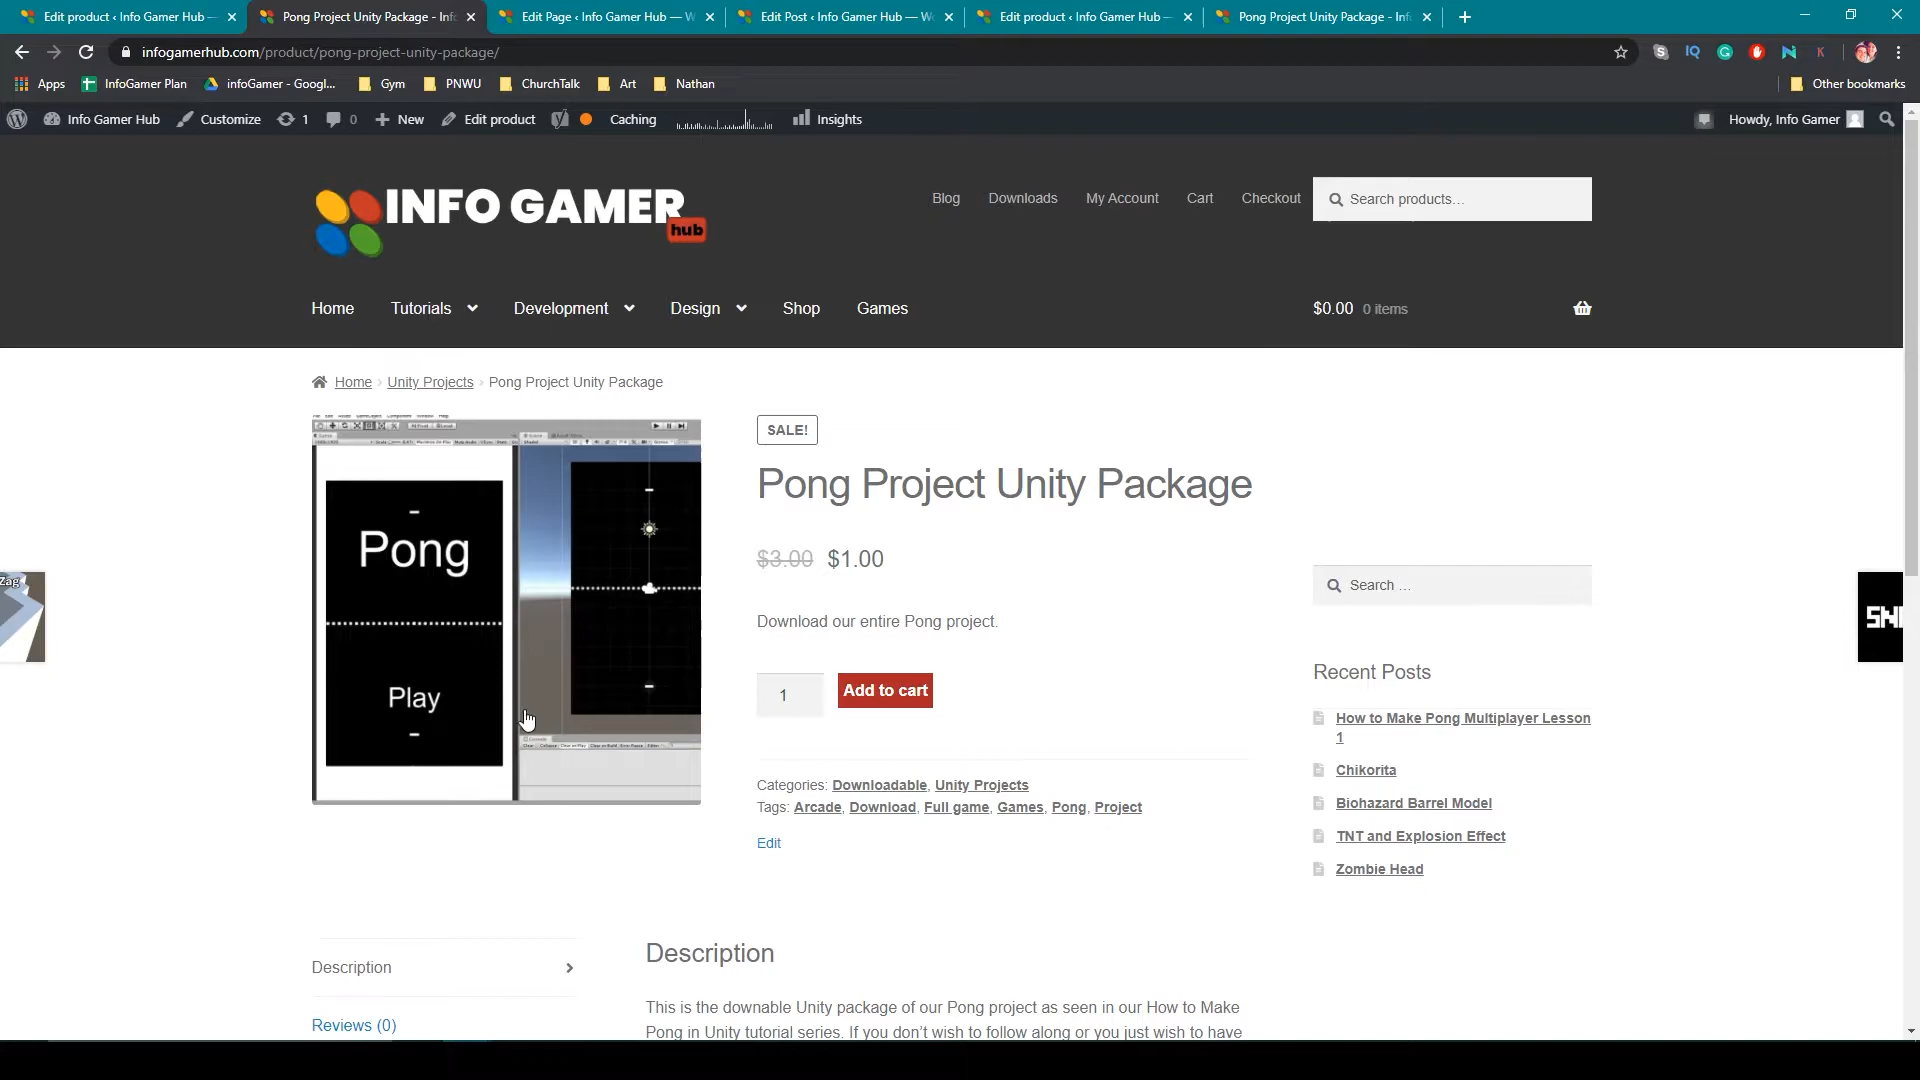 Edit product ‹ Info Gamer Hub —
Pong Project Unity Package - Inf
Edit Page ‹ Info Gamer Hub — W
Edit Post ‹ Info Gamer Hub — Wo
Edit product ‹ Info Gamer Hub —
Pong Project Unity Package - Inf
infogamerhub.com/product/pong-project-unity-package/
Apps
InfoGamer Plan
infoGamer - Googl...
Gym
PNWU
ChurchTalk
Art
Nathan
Other bookmarks
Info Gamer Hub
Customize
1
0
New
Edit product
Caching
Insights
Howdy, Info Gamer
INFO GAMER
hub
Blog
Downloads
My Account
Cart
Checkout
Search products…
Home
Tutorials
Development
Design
Shop
Games
$0.00 0 items
Home › Unity Projects › Pong Project Unity Package
SALE!
Pong Project Unity Package
$3.00 $1.00
Download our entire Pong project.
1
Add to cart
Categories: Downloadable, Unity Projects
Tags: Arcade, Download, Full game, Games, Pong, Project
Edit
Pong
Play
Zag
Search …
Recent Posts
How to Make Pong Multiplayer Lesson
1
Chikorita
Biohazard Barrel Model
TNT and Explosion Effect
Zombie Head
Description
Reviews (0)
Description
This is the downable Unity package of our Pong project as seen in our How to Make
Pong in Unity tutorial series. If you don’t wish to follow along or you just wish to have